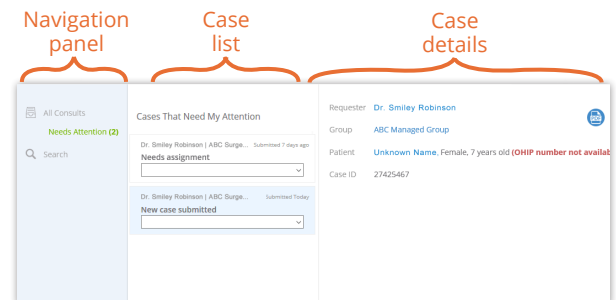 Navigation panel
Case list
Case details
All Consults
Needs Attention (2)
Search
Cases That Need My Attention
Dr. Smiley Robinson | ABC Surge... Submitted 7 days ago
Needs assignment
Dr. Smiley Robinson | ABC Surge... Submitted Today
New case submitted
Requester Dr. Smiley Robinson
Group ABC Managed Group
Patient Unknown Name, Female, 7 years old (OHIP number not availab
Case ID 27425467
PDF